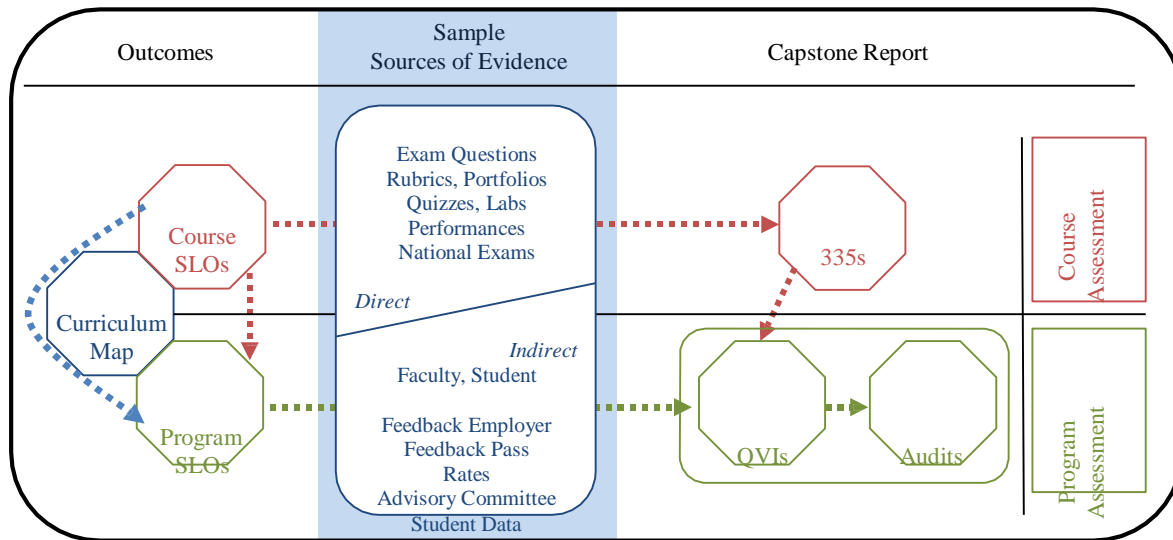 Outcomes
Sample
Sources of Evidence
Capstone Report
Exam Questions
Rubrics, Portfolios
Quizzes, Labs
Performances
National Exams
Course
SLOs
335s
Course
Assessment
Direct
Curriculum
Map
Indirect
Faculty, Student
Feedback Employer
Feedback Pass
Rates
Advisory Committee
Student Data
Program
SLOs
QVIs
Audits
Program
Assessment